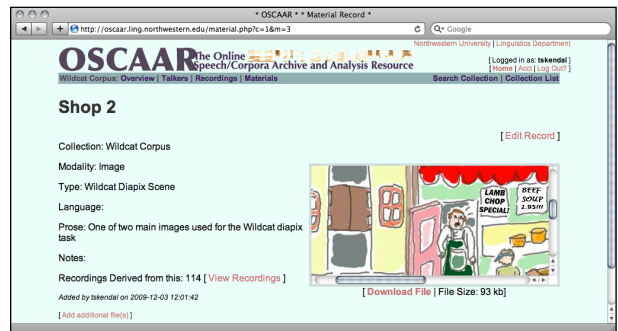 * OSCAAR * * Material Record *
http://oscaar.ling.northwestern.edu/material.php?c=1&m=3
Google
Northwestern University | Linguistics Department
OSCAAR
The Online
Speech/Corpora Archive and Analysis Resource
[ Logged in as: tskendal ]
[ Home | Acct | Log Out? ]
Wildcat Corpus: Overview | Talkers | Recordings | Materials
Search Collection | Collection List
Shop 2
[ Edit Record ]
Collection: Wildcat Corpus
Modality: Image
Type: Wildcat Diapix Scene
Language:
Prose: One of two main images used for the Wildcat diapix
task
Notes:
Recordings Derived from this: 114 [ View Recordings ]
Added by tskendal on 2009-12-03 12:01:42
[ Add additional file(s) ]
LAMB
CHOP
SPECIAL!
BEEF
SOUP
1.95!!!
[ Download File | File Size: 93 kb]